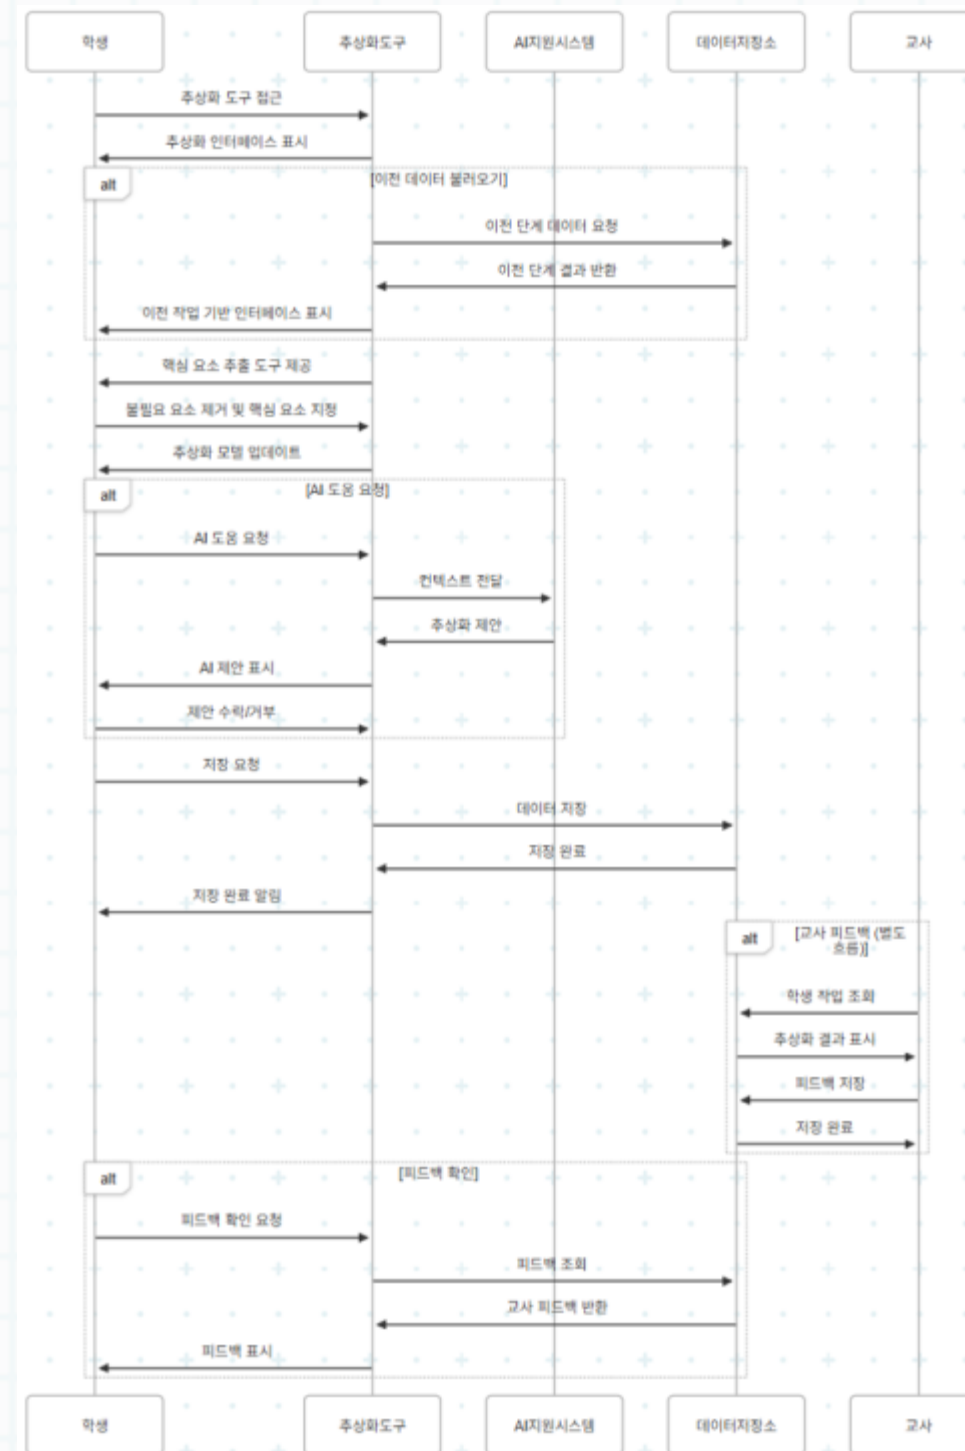 학생
추상화도구
AI지원시스템
데이터저장소
교사
추상화 도구 접근
추상화 인터페이스 표시
alt
[이전 데이터 불러오기]
이전 단계 데이터 요청
이전 단계 결과 반환
이전 작업 기반 인터페이스 표시
핵심 요소 추출 도구 제공
불필요 요소 제거 및 핵심 요소 지정
추상화 모델 업데이트
alt
[AI 도움 요청]
AI 도움 요청
컨텍스트 전달
추상화 제안
AI 제안 표시
제안 수락/거부
저장 요청
데이터 저장
저장 완료
저장 완료 알림
alt
[교사 피드백 (별도
흐름)]
학생 작업 조회
추상화 결과 표시
피드백 저장
저장 완료
alt
[피드백 확인]
피드백 확인 요청
피드백 조회
교사 피드백 반환
피드백 표시
학생
추상화도구
AI지원시스템
데이터저장소
교사